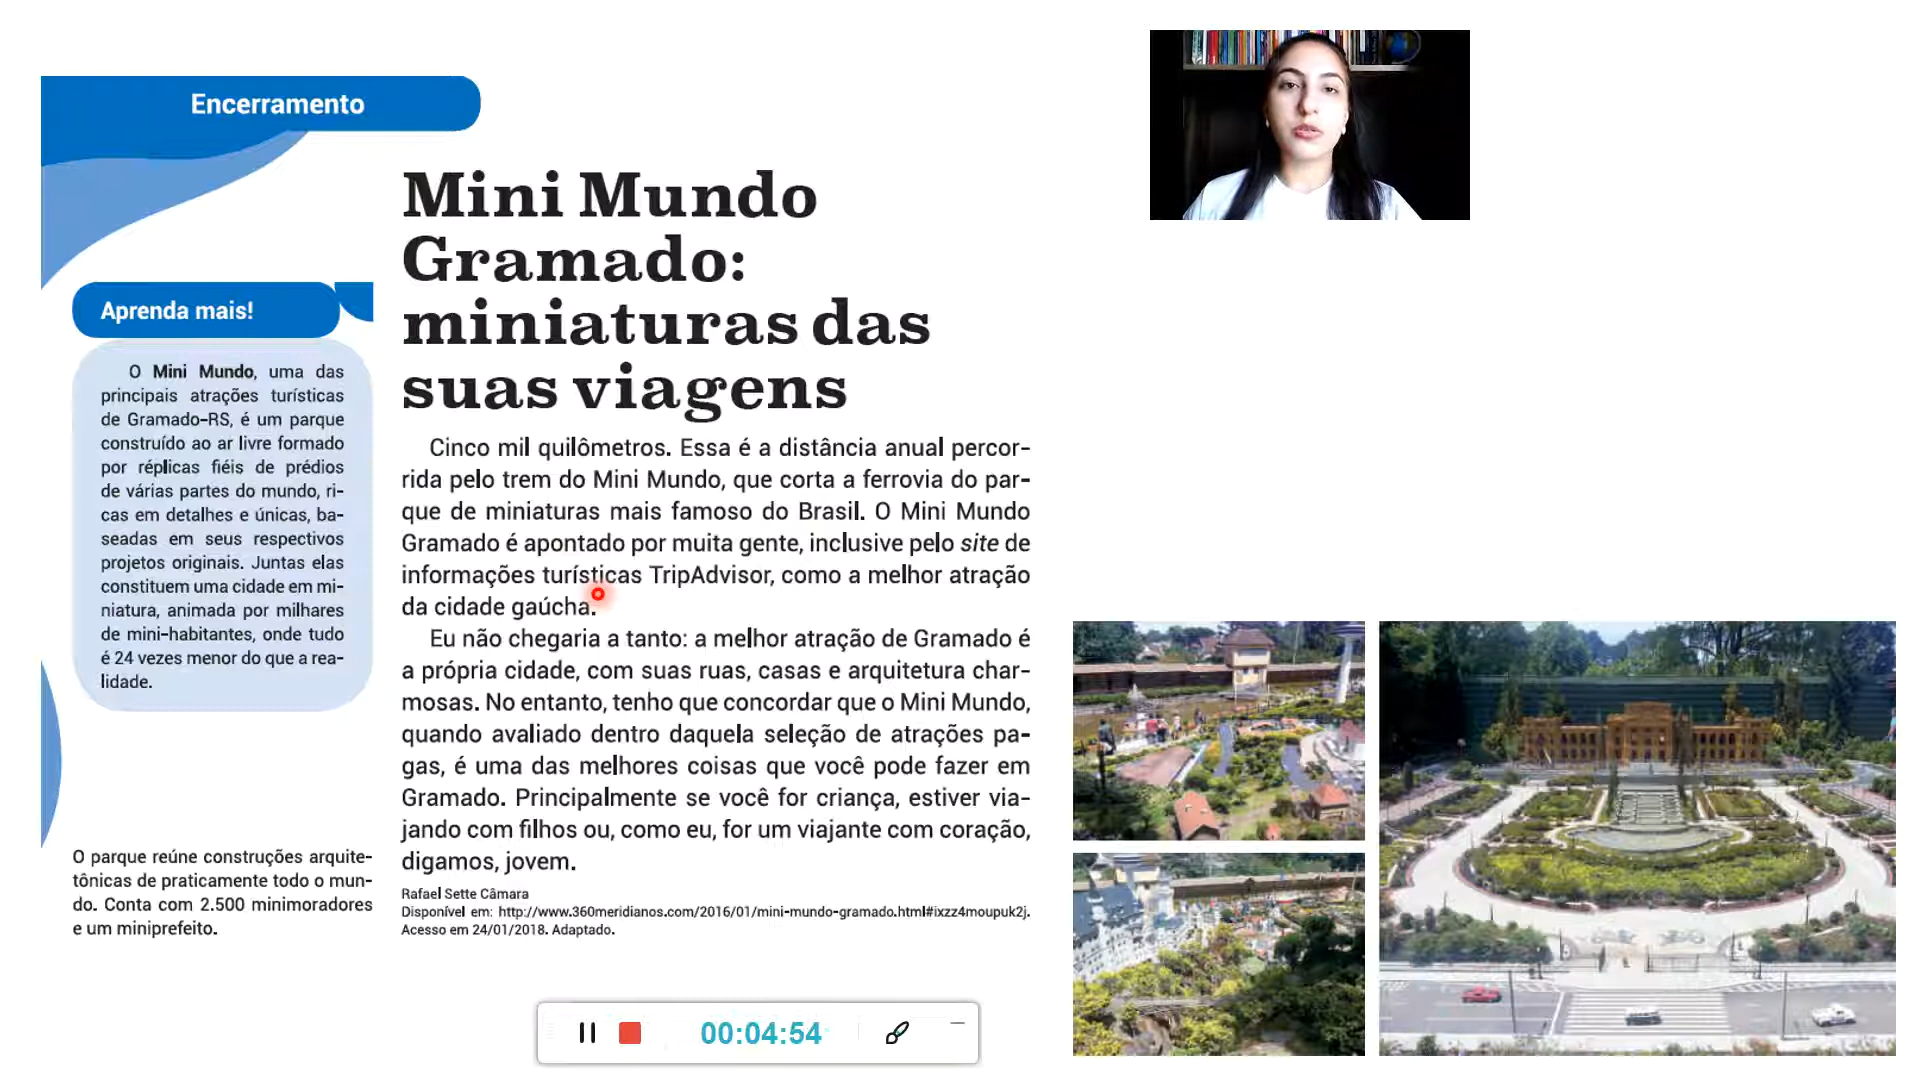 Encerramento
Mini Mundo
Gramado:
miniaturas das
suas viagens
Aprenda mais!
O Mini Mundo, uma das
principais atrações turísticas
de Gramado-RS, é um parque
construído ao ar livre formado
por réplicas fiéis de prédios
de várias partes do mundo, ri-
cas em detalhes e únicas, ba-
seadas em seus respectivos
projetos originais. Juntas elas
constituem uma cidade em mi-
niatura, animada por milhares
de mini-habitantes, onde tudo
é 24 vezes menor do que a rea-
lidade.
O parque reúne construções arquite-
tônicas de praticamente todo o mun-
do. Conta com 2.500 minimoradores
e um miniprefeito.
Cinco mil quilômetros. Essa é a distância anual percor-
rida pelo trem do Mini Mundo, que corta a ferrovia do par-
que de miniaturas mais famoso do Brasil. O Mini Mundo
Gramado é apontado por muita gente, inclusive pelo site de
informações turísticas TripAdvisor, como a melhor atração
da cidade gaúcha.
Eu não chegaria a tanto: a melhor atração de Gramado é
a própria cidade, com suas ruas, casas e arquitetura char-
mosas. No entanto, tenho que concordar que o Mini Mundo,
quando avaliado dentro daquela seleção de atrações pa-
gas, é uma das melhores coisas que você pode fazer em
Gramado. Principalmente se você for criança, estiver via-
jando com filhos ou, como eu, for um viajante com coração,
digamos, jovem.
Rafael Sette Câmara
Disponível em: http://www.360meridianos.com/2016/01/mini-mundo-gramado.html#ixzz4moupuk2j.
Acesso em 24/01/2018. Adaptado.
00:04:54